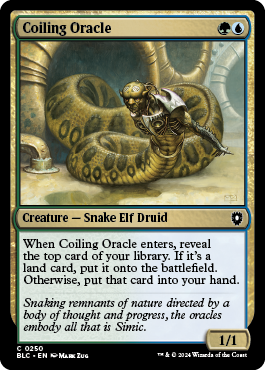 Coiling Oracle
Creature — Snake Elf Druid
When Coiling Oracle enters, reveal
the top card of your library. If it's a
land card, put it onto the battlefield.
Otherwise, put that card into your hand.
Snaking remnants of nature directed by a
body of thought and progress, the oracles
embody all that is Simic.
1/1
C 0250
BLC • EN Mark Zug
™ & © 2024 Wizards of the Coast